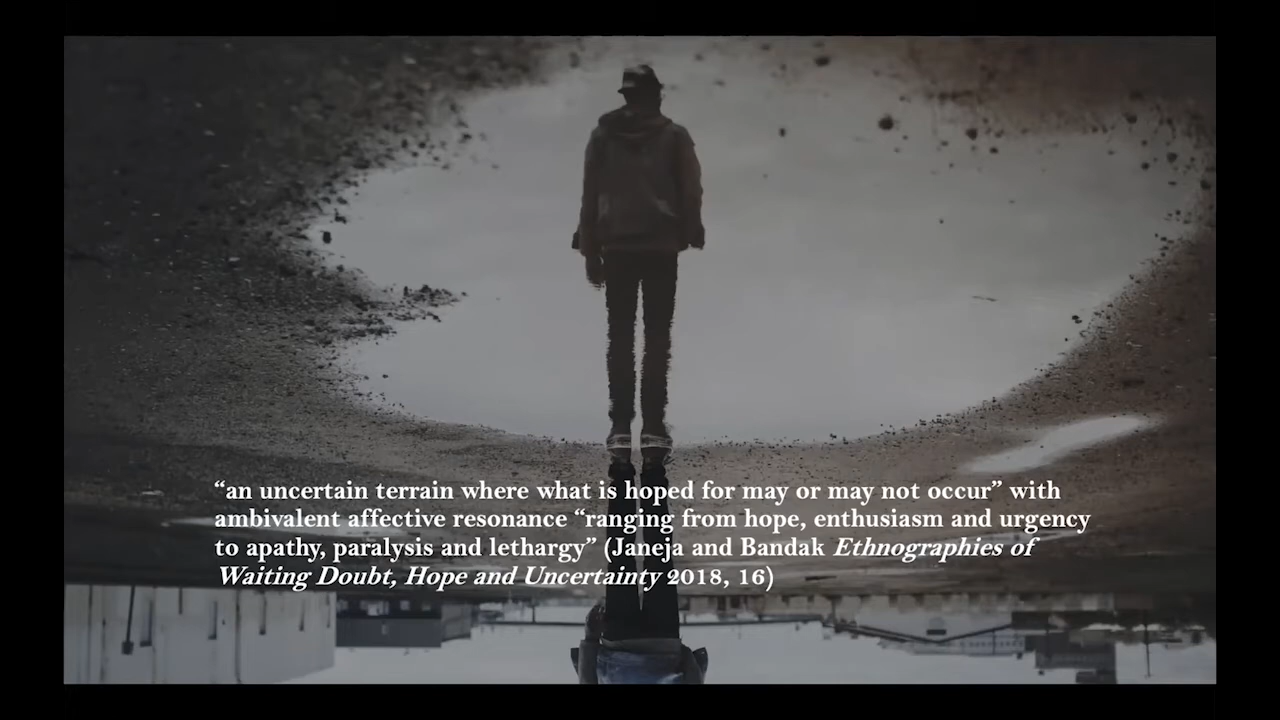 “an uncertain terrain where what is hoped for may or may not occur” with
ambivalent affective resonance “ranging from hope, enthusiasm and urgency
to apathy, paralysis and lethargy” (Janeja and Bandak Ethnographies of
Waiting Doubt, Hope and Uncertainty 2018, 16)